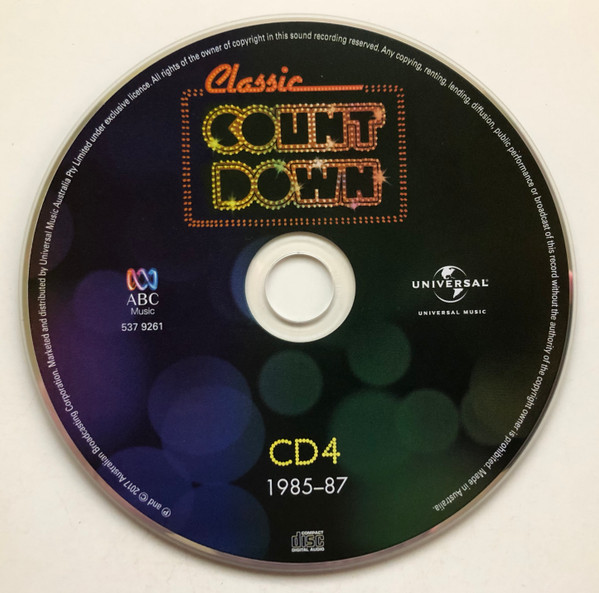 Classic
COUNT
DOWN
ABC
Music
537 9261
UNIVERSAL
UNIVERSAL MUSIC
CD4
1985–87
COMPACT
disc
DIGITAL AUDIO
℗ and © 2017 Australian Broadcasting Corporation. Marketed and distributed by Universal Music Australia Pty Limited under exclusive licence. All rights of the owner of copyright in this sound recording reserved. Any copying, renting, lending, diffusion, public performance or broadcast of this record without the authority of the copyright owner is prohibited. Made in Australia.